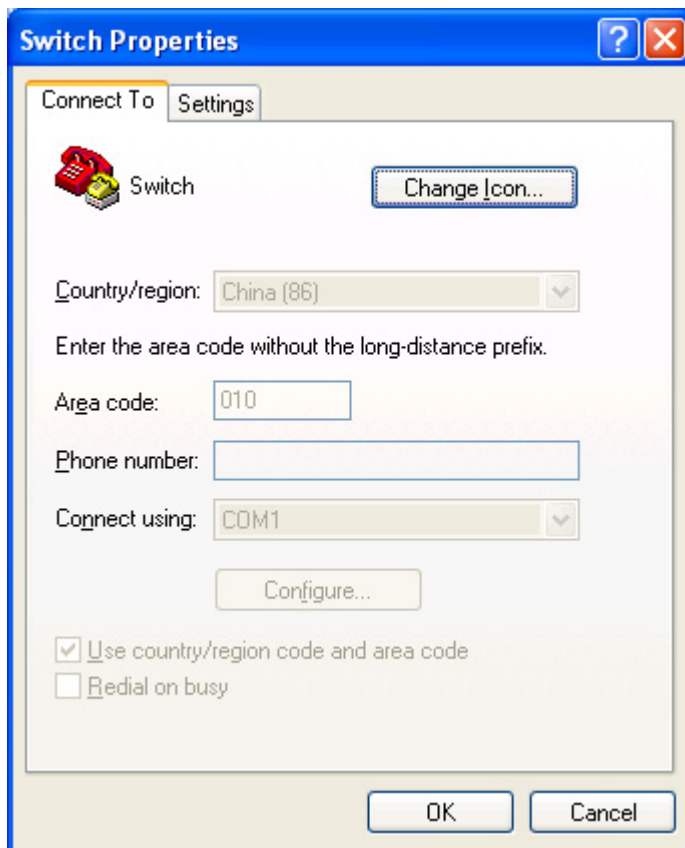 Switch Properties
Connect To
Settings
Switch
Change Icon...
Country/region: China (86)
Enter the area code without the long-distance prefix.
Area code: 010
Phone number:
Connect using: COM1
Configure...
Use country/region code and area code
Redial on busy
OK
Cancel